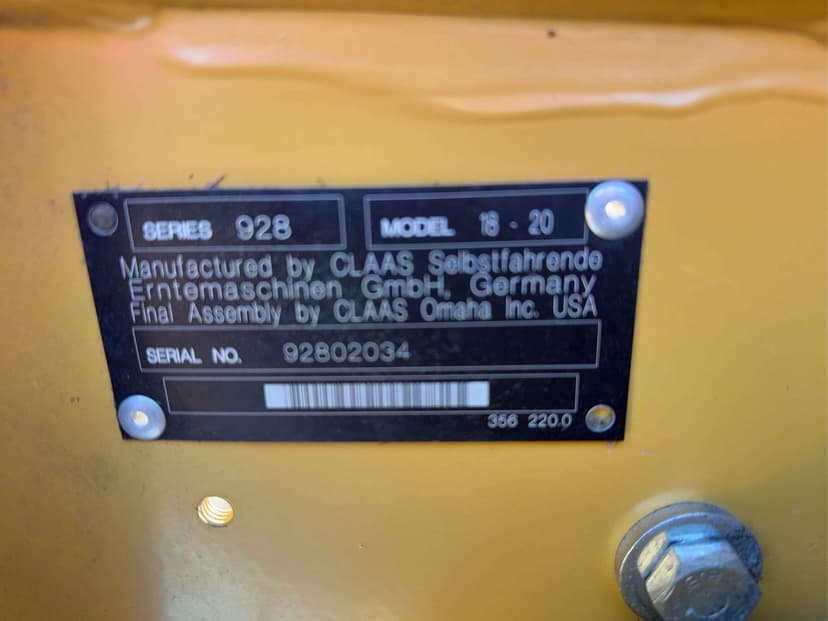 SERIES 928 MODEL 18 - 20
Manufactured by CLAAS Selbstfahrende
Erntemaschinen GmbH, Germany
Final Assembly by CLAAS Omaha Inc. USA
SERIAL NO. 92802034
356 220.0